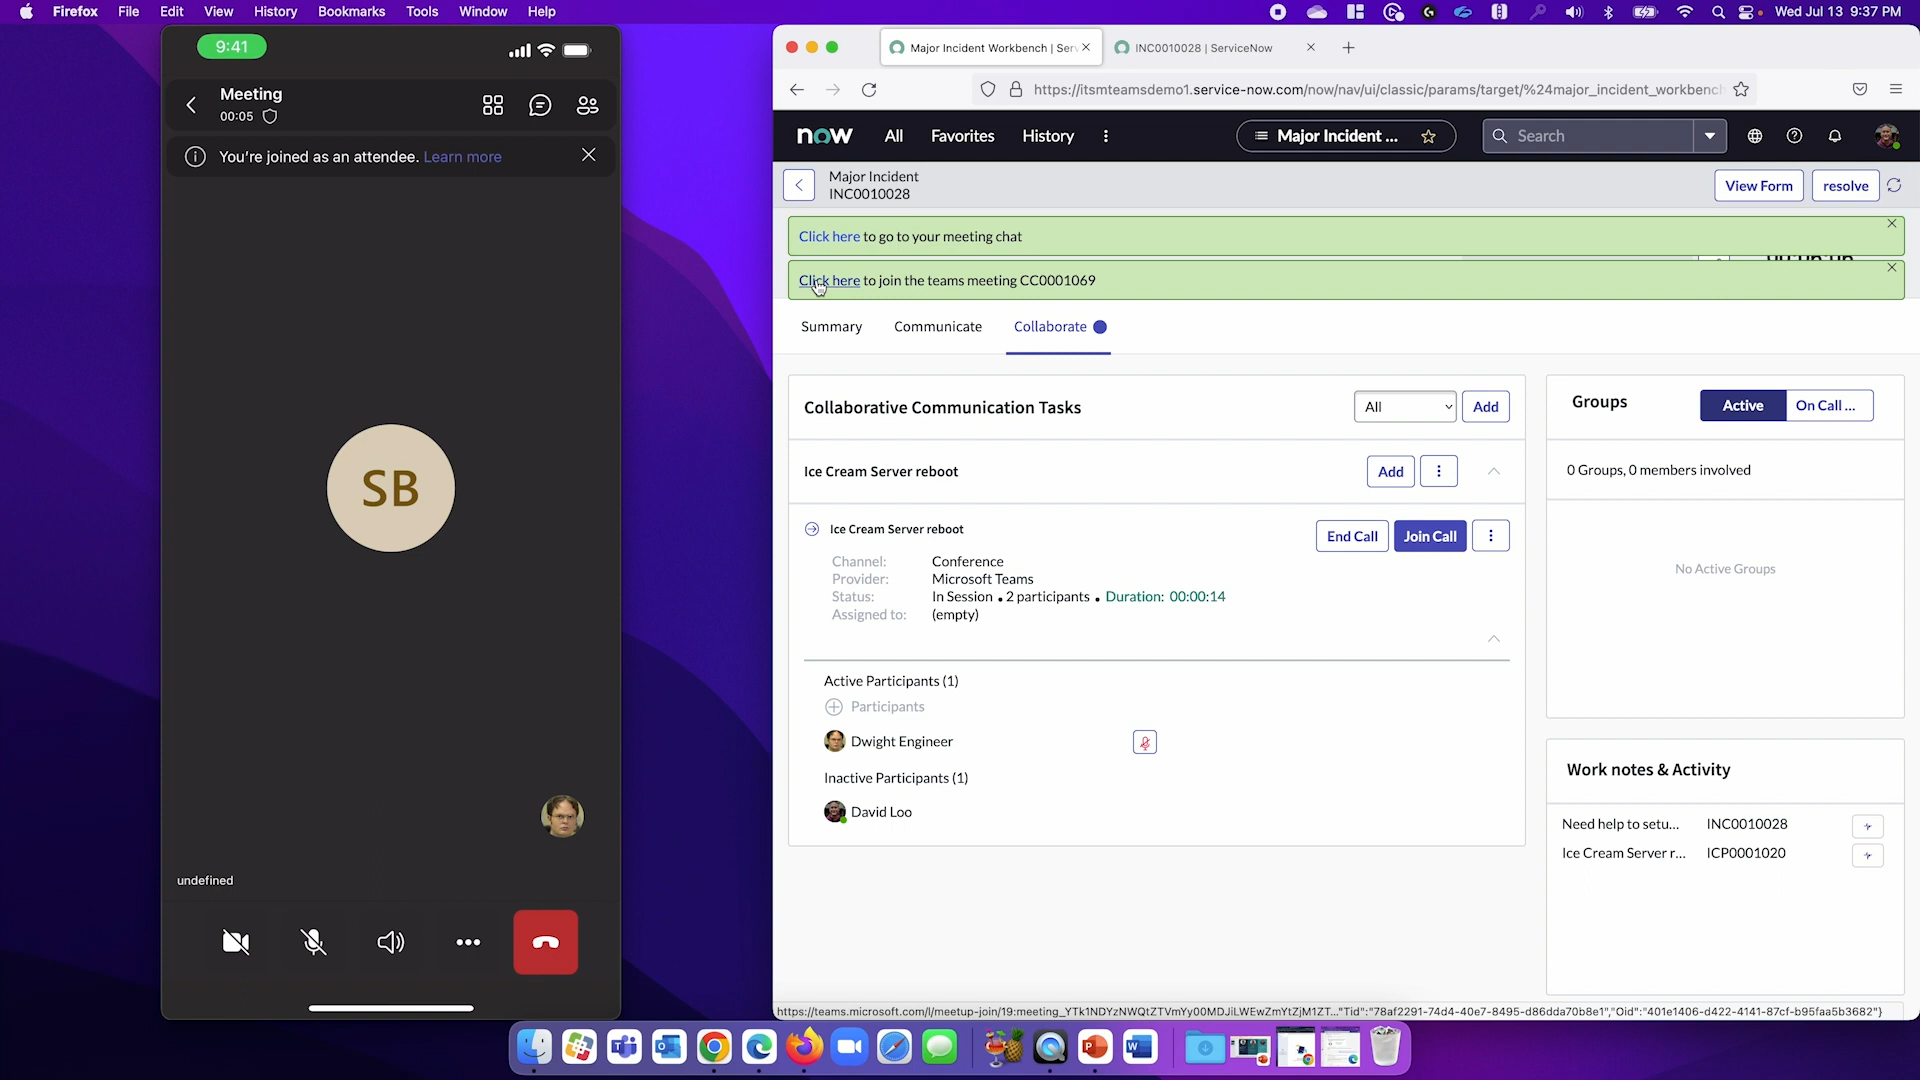 Firefox File Edit View History Bookmarks Tools Window Help
Wed Jul 13 9:37 PM
9:41
Meeting
00:05
You're joined as an attendee. Learn more
SB
undefined
Major Incident Workbench | Ser
INC0010028 | ServiceNow
https://itsmteamsdemo1.service-now.com/now/nav/ui/classic/params/target/%24major_incident_workbench
now All Favorites History
Major Incident ...
Search
Major Incident
INC0010028
View Form
resolve
Click here to go to your meeting chat
Click here to join the teams meeting CC0001069
Summary Communicate Collaborate
Collaborative Communication Tasks
All
Add
Ice Cream Server reboot
Add
Ice Cream Server reboot
End Call
Join Call
Channel: Conference
Provider: Microsoft Teams
Status: In Session • 2 participants • Duration: 00:00:14
Assigned to: (empty)
Active Participants (1)
Participants
Dwight Engineer
Inactive Participants (1)
David Loo
Groups
Active
On Call ...
0 Groups, 0 members involved
No Active Groups
Work notes & Activity
Need help to setu... INC0010028
Ice Cream Server r... ICP0001020